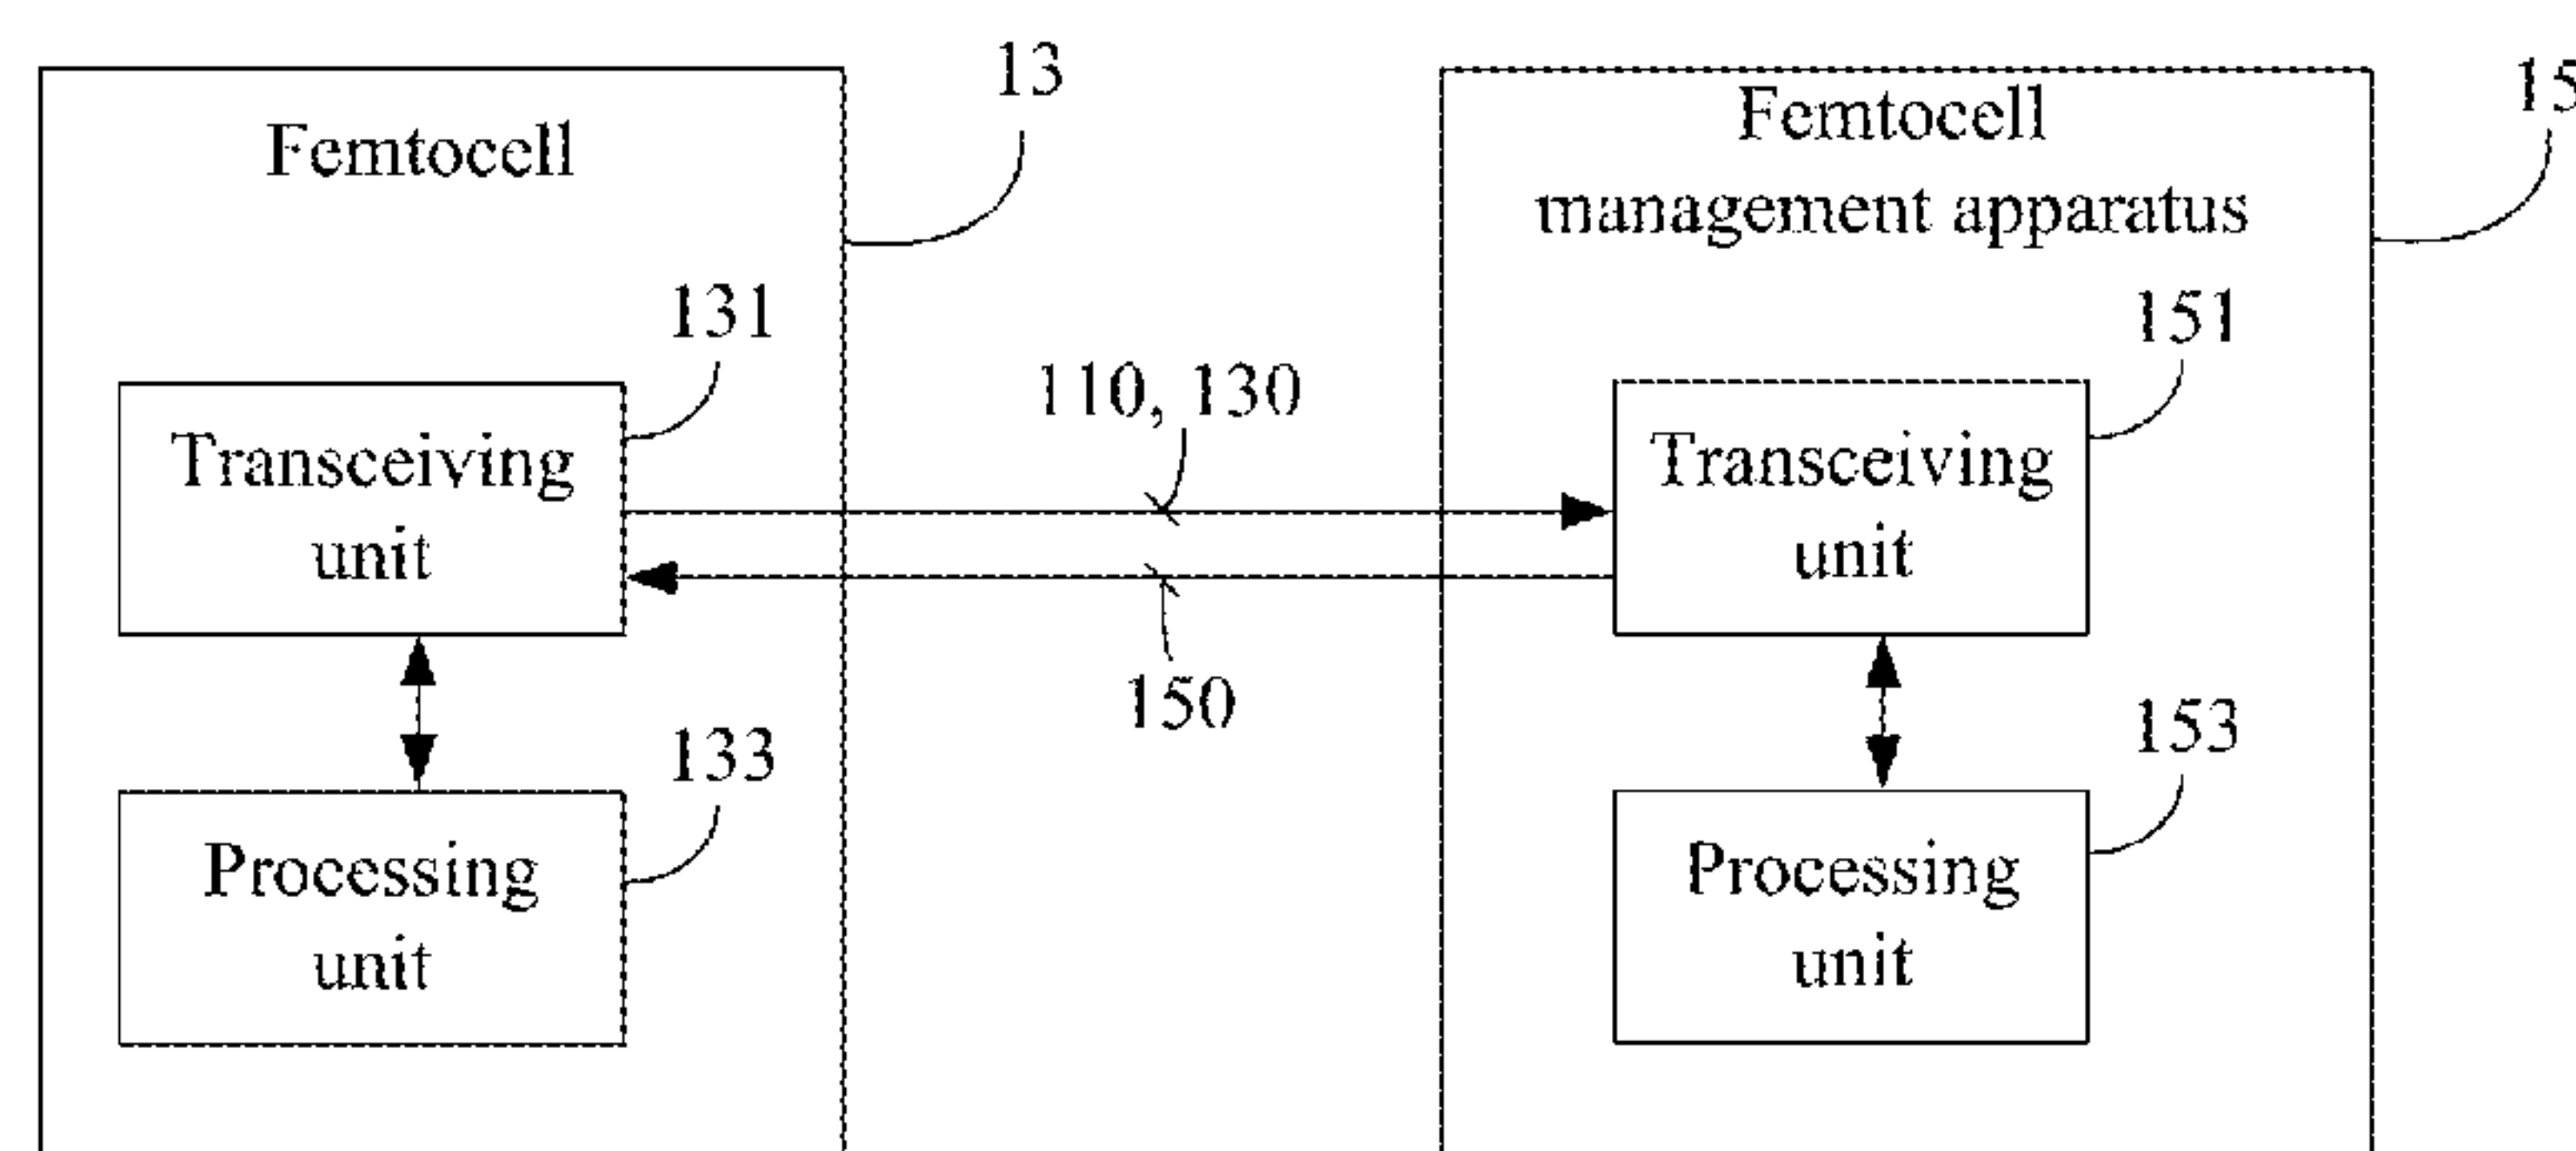 13
15
Femtocell
Femtocell
management apparatus
131
151
110, 130
Transceiving
unit
Transceiving
unit
150
133
153
Processing
unit
Processing
unit